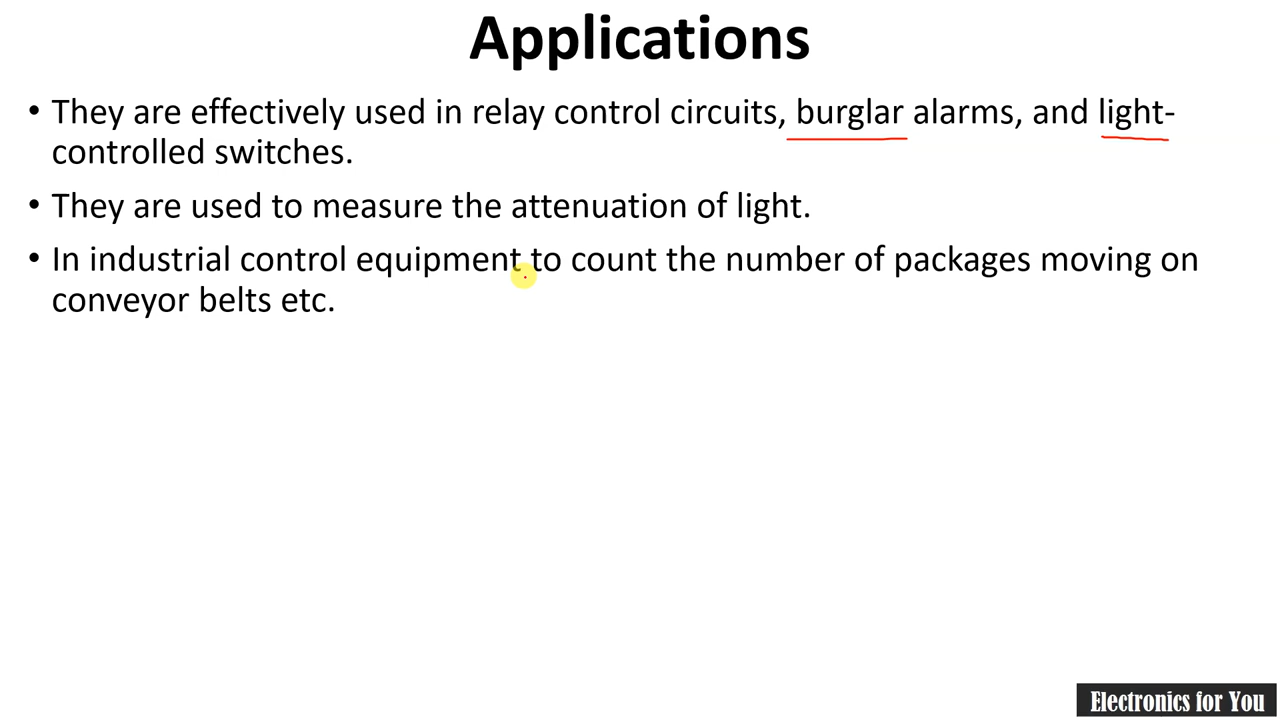 Applications
• They are effectively used in relay control circuits, burglar alarms, and light-
controlled switches.
• They are used to measure the attenuation of light.
• In industrial control equipment to count the number of packages moving on
conveyor belts etc.
Electronics for You